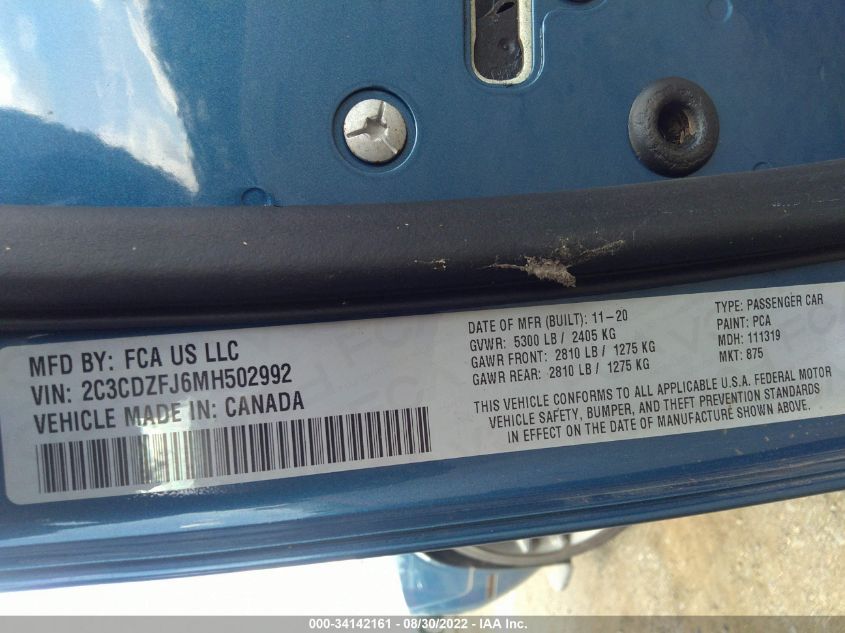 MFD BY: FCA US LLC
VIN: 2C3CDZFJ6MH502992
VEHICLE MADE IN: CANADA
DATE OF MFR (BUILT): 11-20
GVWR: 5300 LB / 2405 KG
GAWR FRONT: 2810 LB / 1275 KG
GAWR REAR: 2810 LB / 1275 KG
TYPE: PASSENGER CAR
PAINT: PCA
MDH: 111319
MKT: 875
THIS VEHICLE CONFORMS TO ALL APPLICABLE U.S.A. FEDERAL MOTOR
VEHICLE SAFETY, BUMPER, AND THEFT PREVENTION STANDARDS
IN EFFECT ON THE DATE OF MANUFACTURE SHOWN ABOVE.
000-34142161 - 08/30/2022 - IAA Inc.